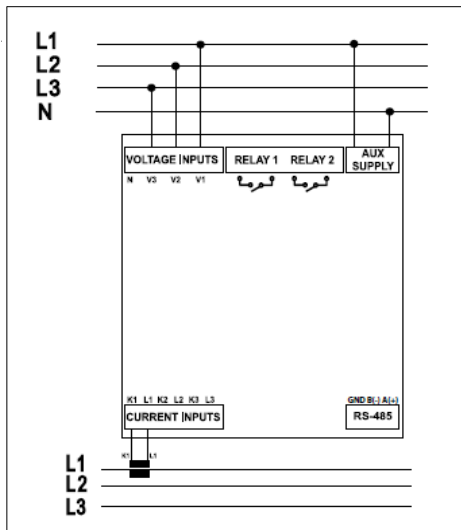 L1
L2
L3
N
VOLTAGE INPUTS
RELAY 1 RELAY 2
AUX
SUPPLY
N V3 V2 V1
K1 L1 K2 L2 K3 L3
CURRENT INPUTS
GND B(-) A(+)
RS-485
K1 L1
L1
L2
L3